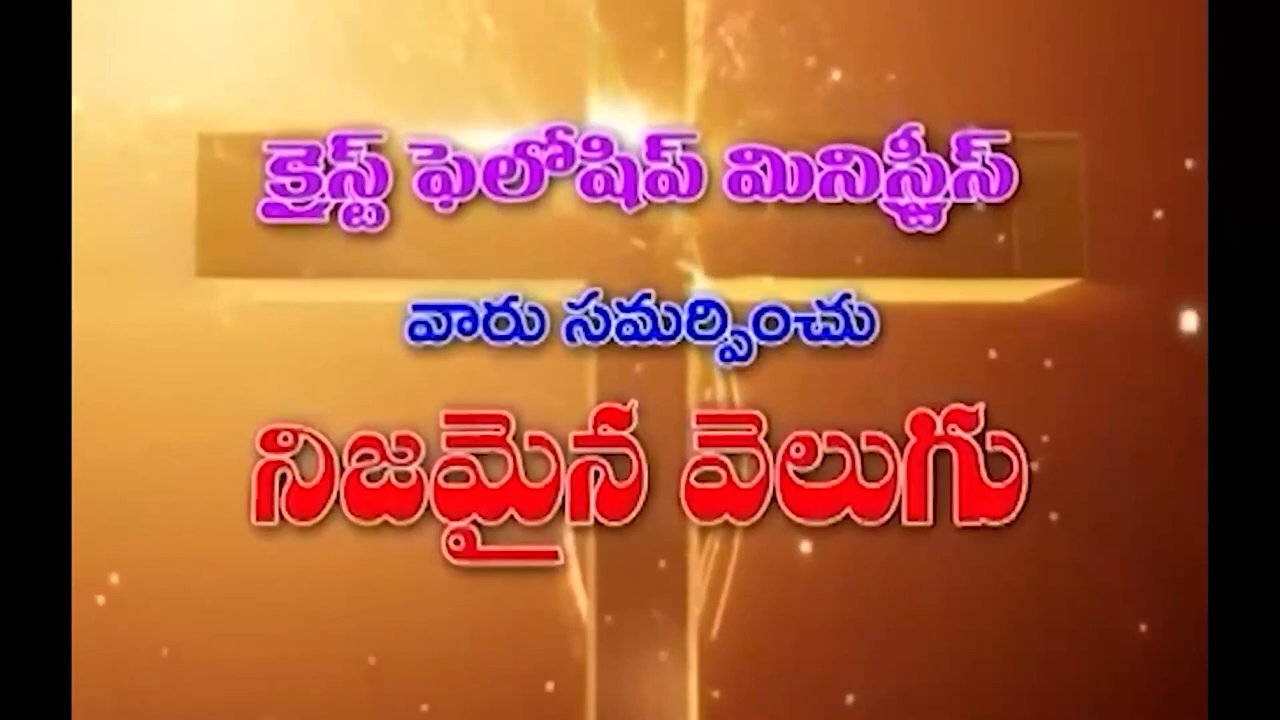 క్రైస్ట్ ఫెలోషిప్ మినిస్ట్రీస్
వారు సమర్పించు
నిజమైన వెలుగు